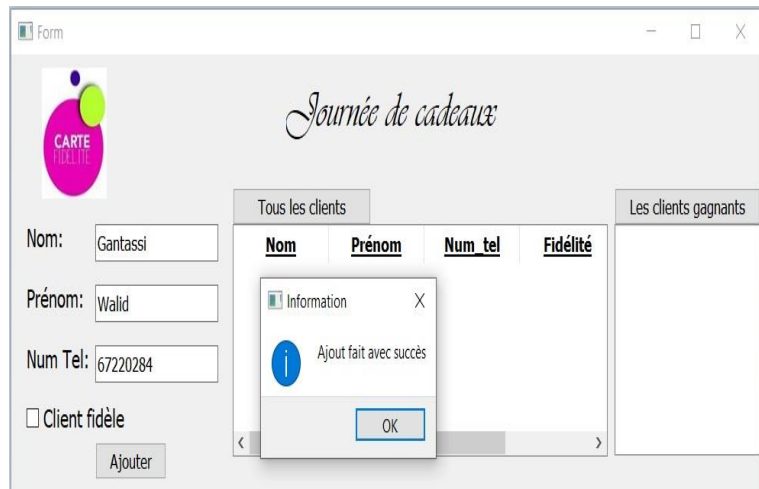 Form
CARTE
FIDELITE
Journée de cadeaux
Tous les clients
Les clients gagnants
Nom:
Gantassi
Prénom:
Walid
Num Tel:
67220284
Client fidèle
Ajouter
Nom Prénom Num_tel Fidélité
Information
Ajout fait avec succès
OK